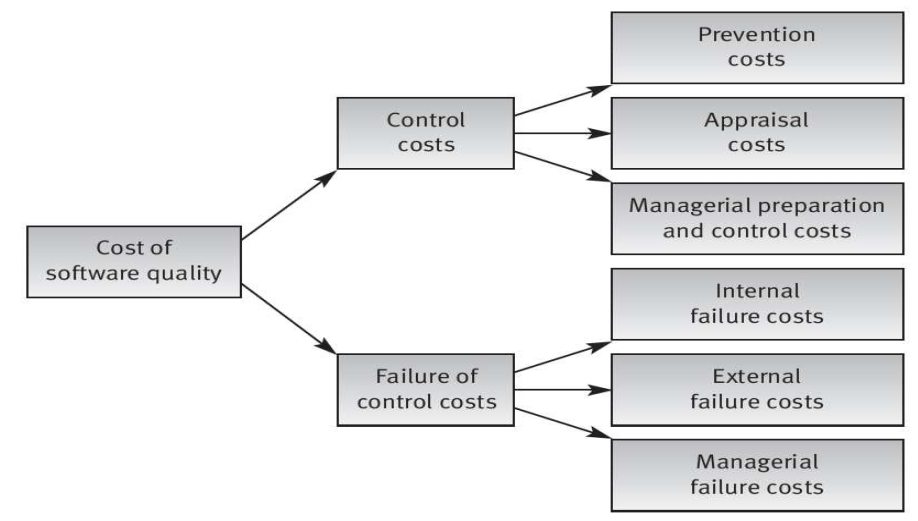 Prevention
costs
Control
costs
Appraisal
costs
Managerial preparation
and control costs
Cost of
software quality
Internal
failure costs
Failure of
control costs
External
failure costs
Managerial
failure costs